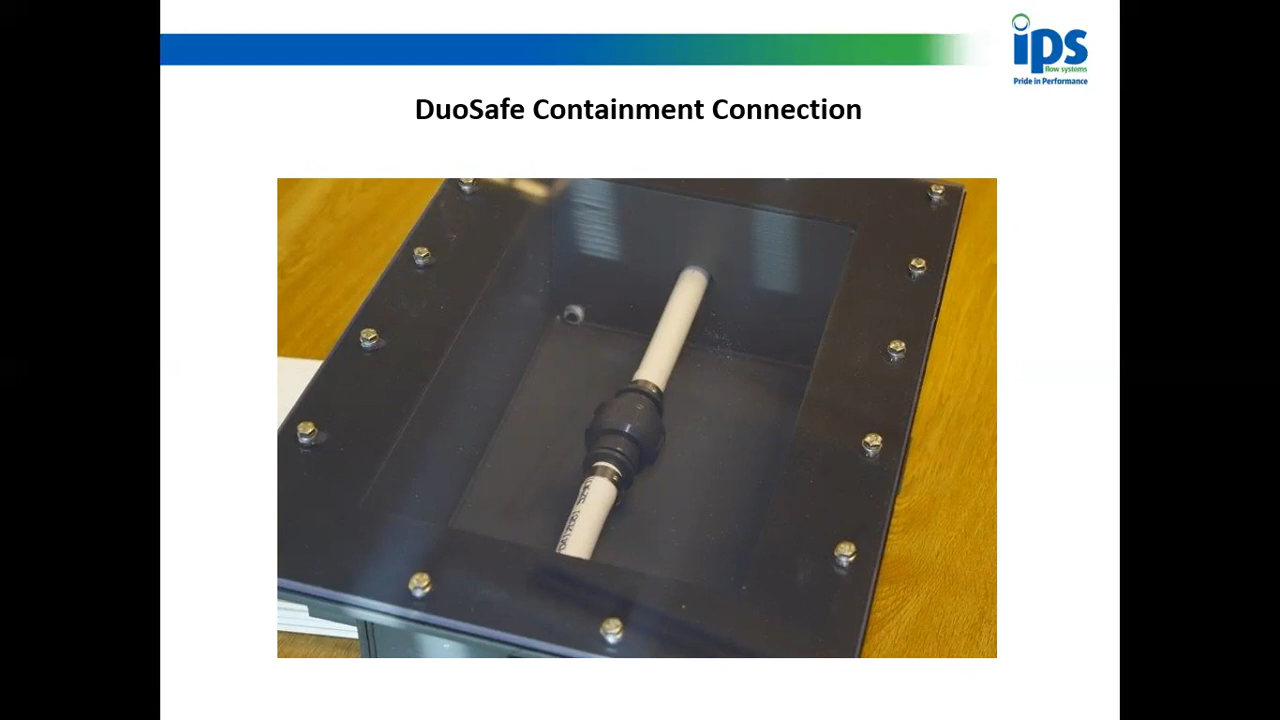 ips
flow systems
Pride in Performance
DuoSafe Containment Connection